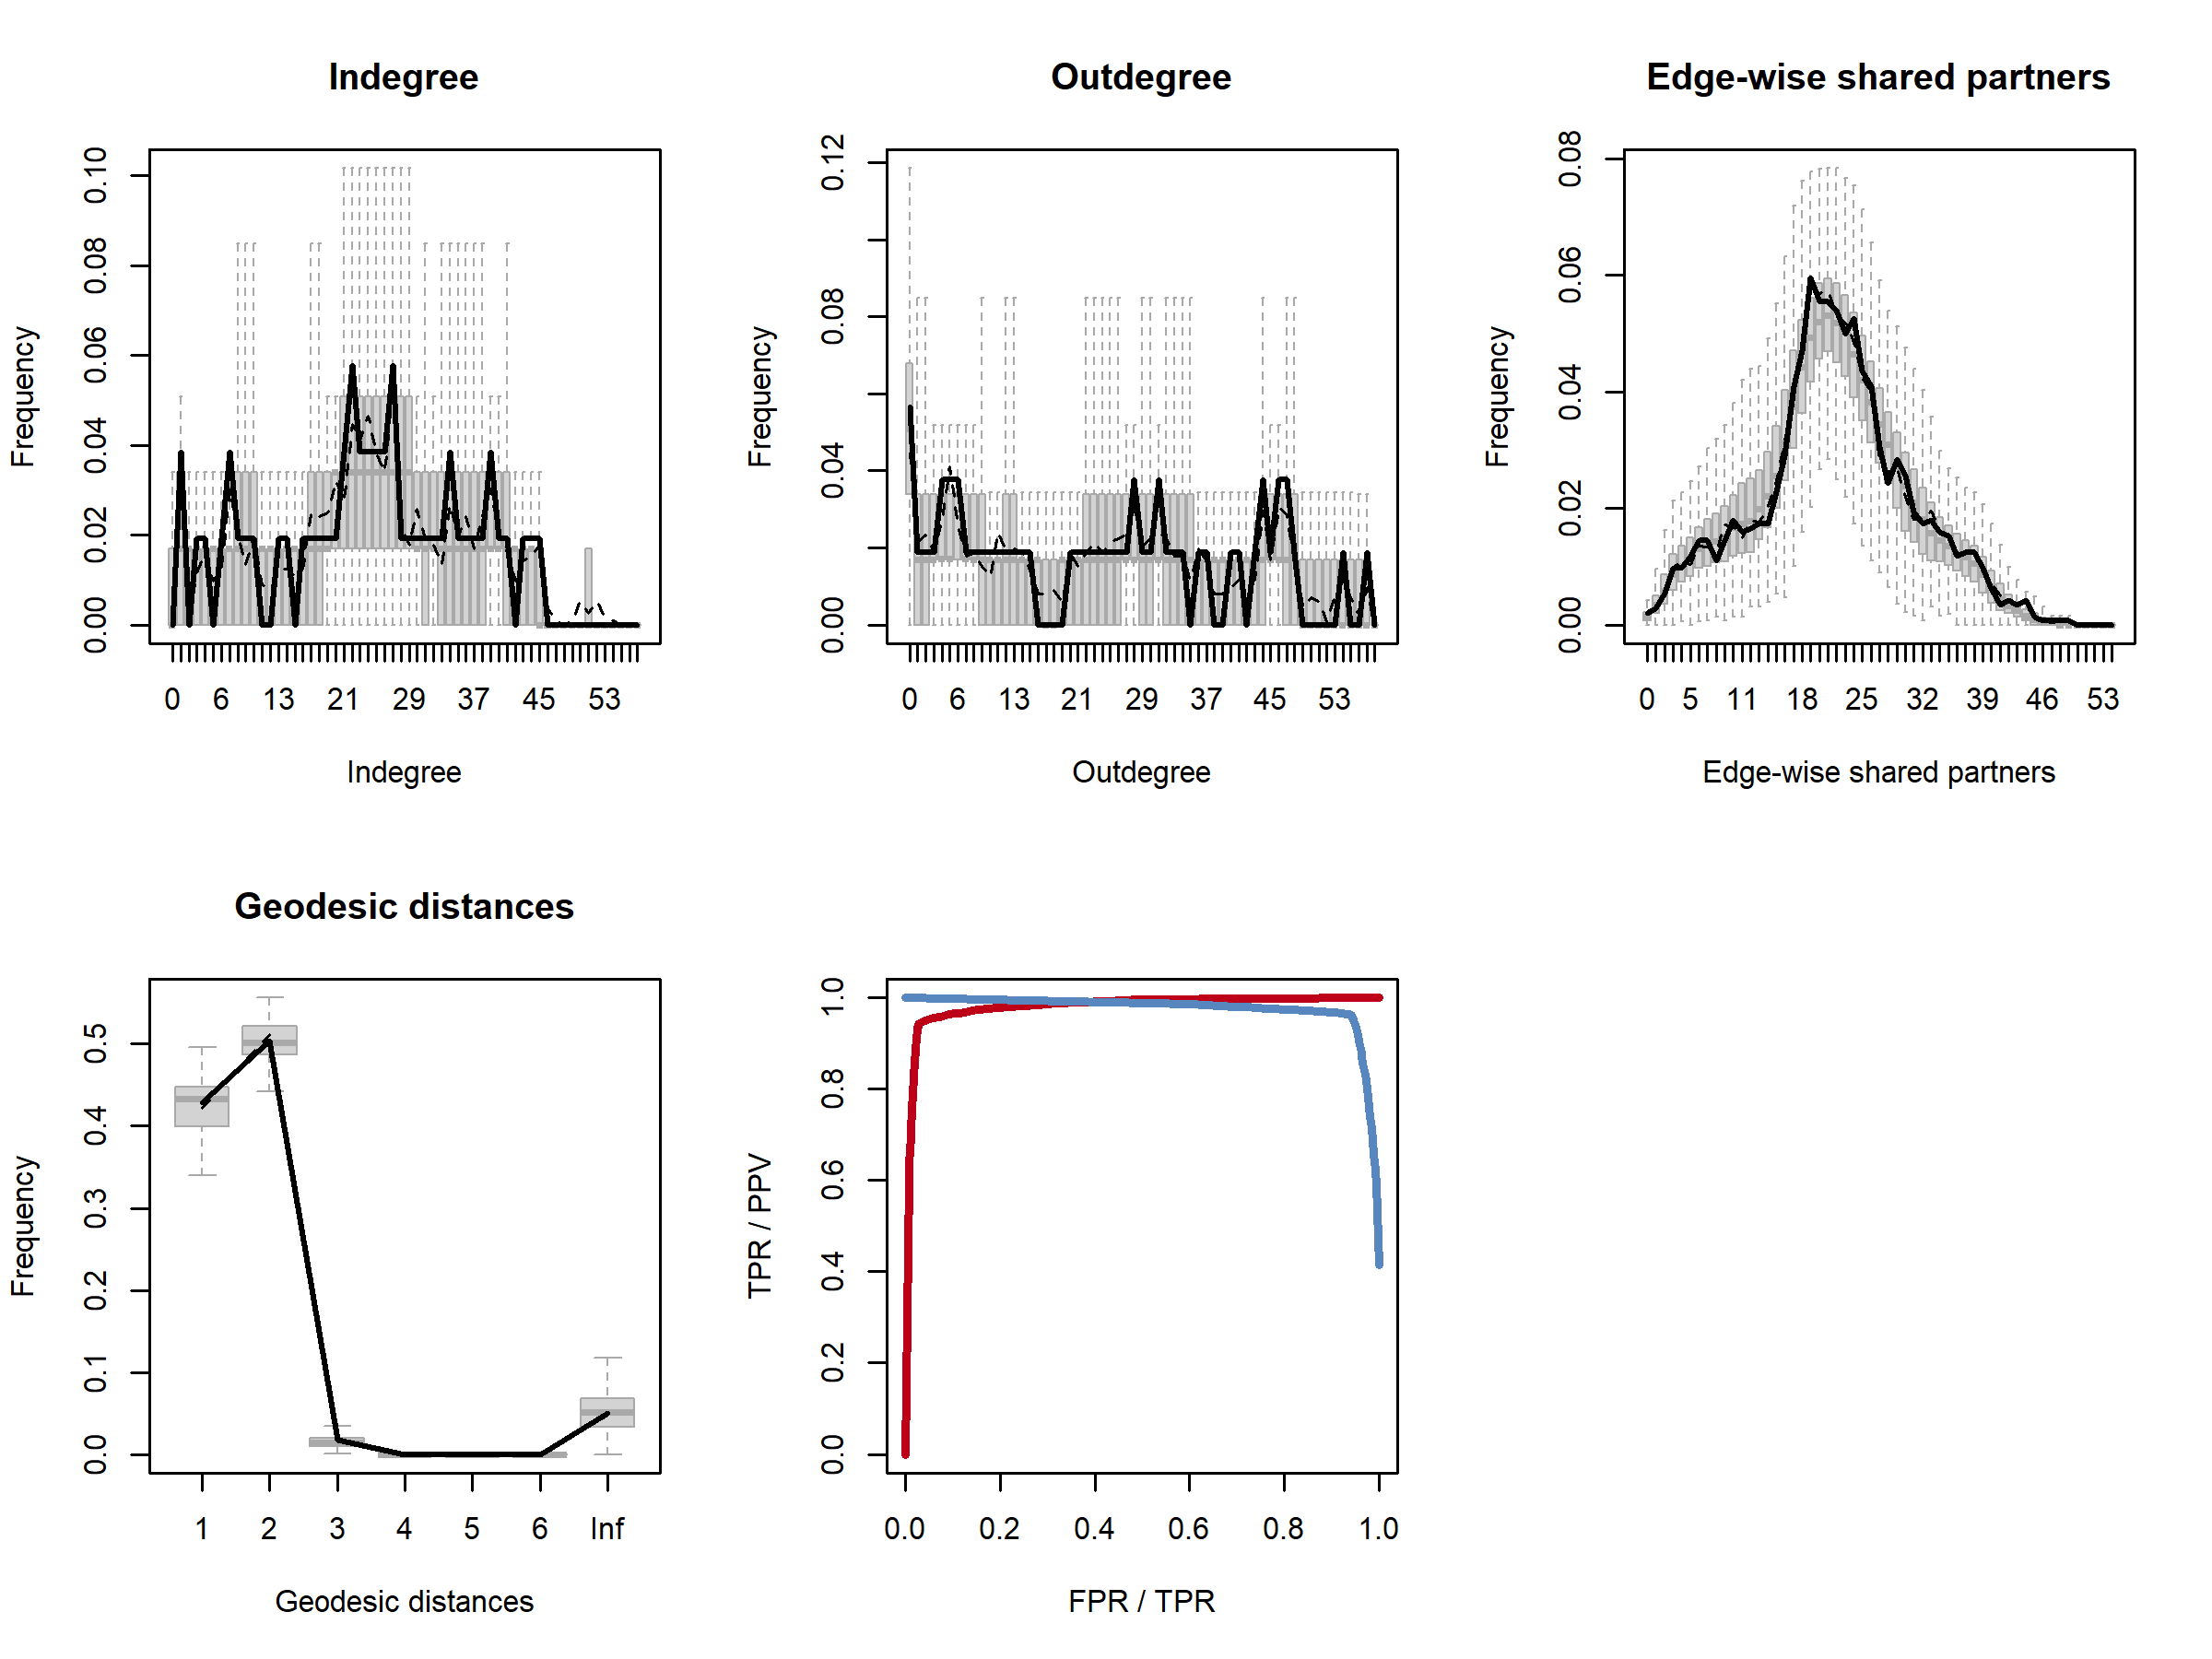 Indegree
Frequency
0.00 0.02 0.04 0.06 0.08 0.10
0 6 13 21 29 37 45 53
Indegree
Outdegree
Frequency
0.00 0.04 0.08 0.12
0 6 13 21 29 37 45 53
Outdegree
Edge-wise shared partners
Frequency
0.00 0.02 0.04 0.06 0.08
0 5 11 18 25 32 39 46 53
Edge-wise shared partners
Geodesic distances
Frequency
0.0 0.1 0.2 0.3 0.4 0.5
1 2 3 4 5 6 Inf
Geodesic distances
TPR / PPV
0.0 0.2 0.4 0.6 0.8 1.0
0.0 0.2 0.4 0.6 0.8 1.0
FPR / TPR